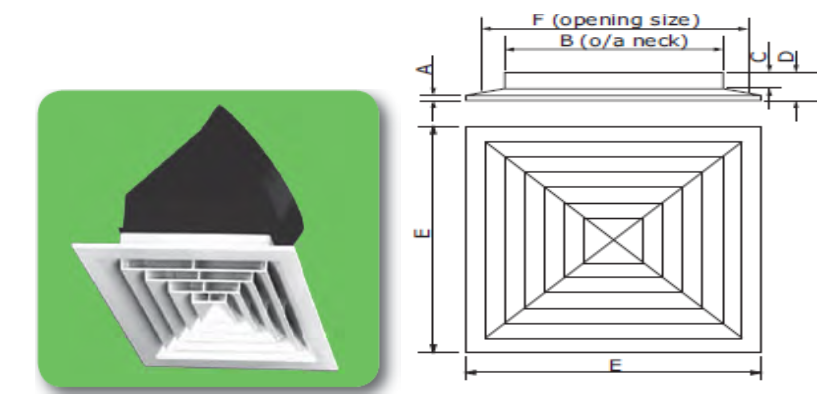 F (opening size)
B (o/a neck)
A
C
D
E
E